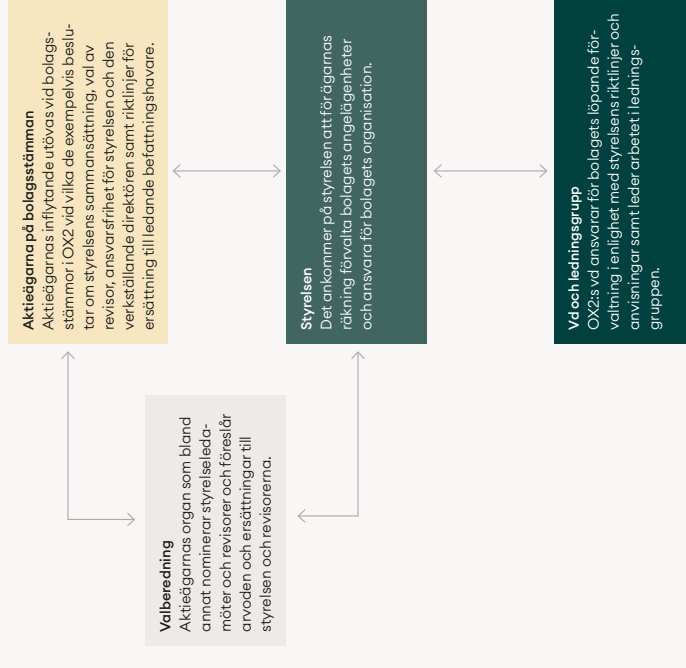 Aktieägarna på bolagsstämman
Aktieägarnas inflytande utövas vid bolags-
stämmor i OX2 vid vilka de exempelvis beslu-
tar om styrelsens sammansättning, val av
revisor, ansvarsfrihet för styrelsen och den
verkställande direktören samt riktlinjer för
ersättning till ledande befattningshavare.
Valberedning
Aktieägarnas organ som bland
annat nominerar styrelseleda-
möter och revisorer och föreslår
arvoden och ersättningar till
styrelsen och revisorerna.
Styrelsen
Det ankommer på styrelsen att för ägarnas
räkning förvalta bolagets angelägenheter
och ansvara för bolagets organisation.
Vd och ledningsgrupp
OX2:s vd ansvarar för bolagets löpande för-
valtning i enlighet med styrelsens riktlinjer och
anvisningar samt leder arbetet i lednings-
gruppen.